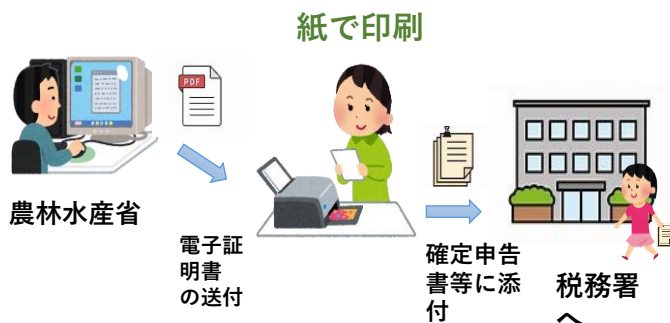 紙で印刷
PDF
農林水産省
電子証
明書
の送付
確定申告
書等に添
付
税務署
へ